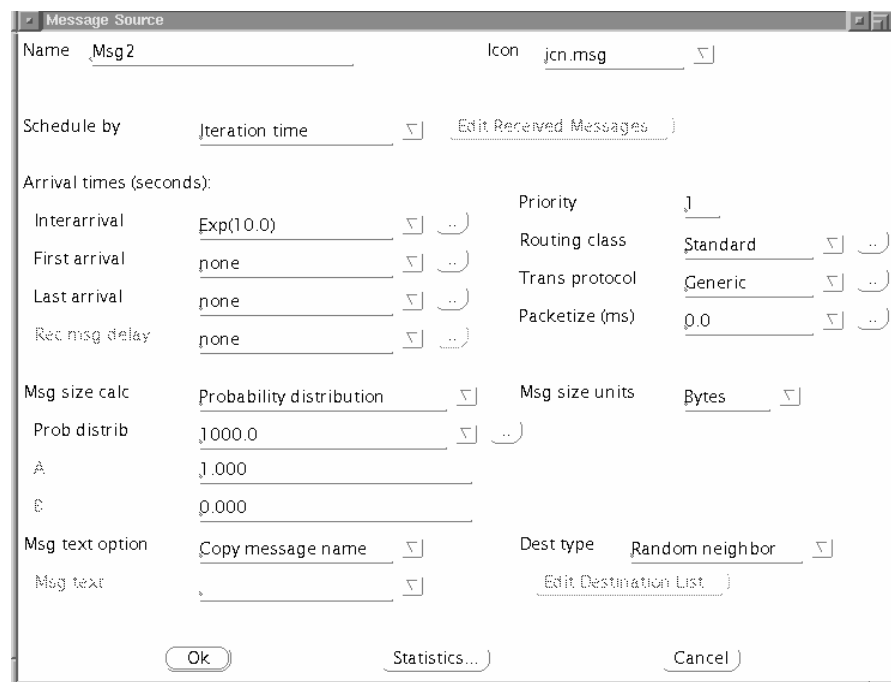 Message Source
Name Msg2 Icon jcn.msg
Schedule by Iteration time Edit Received Messages
Arrival times (seconds):
Interarrival Exp(10.0)
First arrival none
Last arrival none
Rec msg delay none
Priority 1
Routing class Standard ..
Trans protocol Generic ..
Packetize (ms) 0.0 ..
Msg size calc Probability distribution Msg size units Bytes
Prob distrib 1000.0 ..
A 1.000
B 0.000
Msg text option Copy message name Dest type Random neighbor
Msg text Edit Destination List
Ok Statistics... Cancel